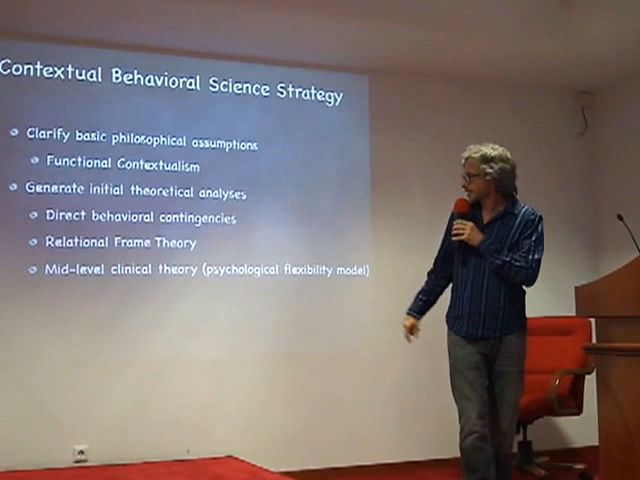 Contextual Behavioral Science Strategy
Clarify basic philosophical assumptions
Functional Contextualism
Generate initial theoretical analyses
Direct behavioral contingencies
Relational Frame Theory
Mid-level clinical theory (psychological flexibility model)